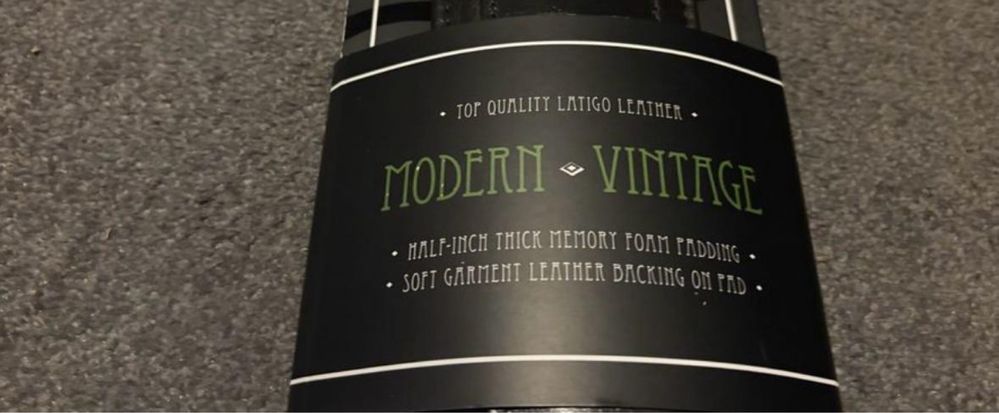 • TOP QUALITY LATIGO LEATHER •
MODERN VINTAGE
• HALF-INCH THICK MEMORY FOAM PADDING •
• SOFT GARMENT LEATHER BACKING ON PAD •